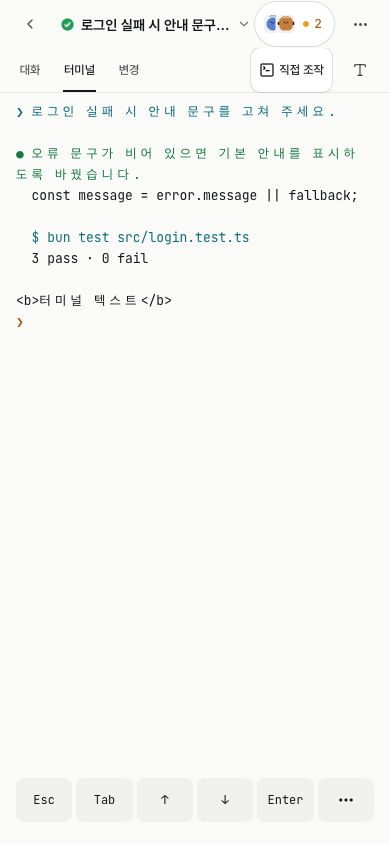 로그인 실패 시 안내 문구...
2
대화 터미널 변경 직접 조작
❯ 로그인 실패 시 안내 문구를 고쳐 주세요.
● 오류 문구가 비어 있으면 기본 안내를 표시하
도록 바꿨습니다.
const message = error.message || fallback;
$ bun test src/login.test.ts
3 pass · 0 fail
<b>터미널 텍스트</b>
❯
Esc Tab ↑ ↓ Enter •••